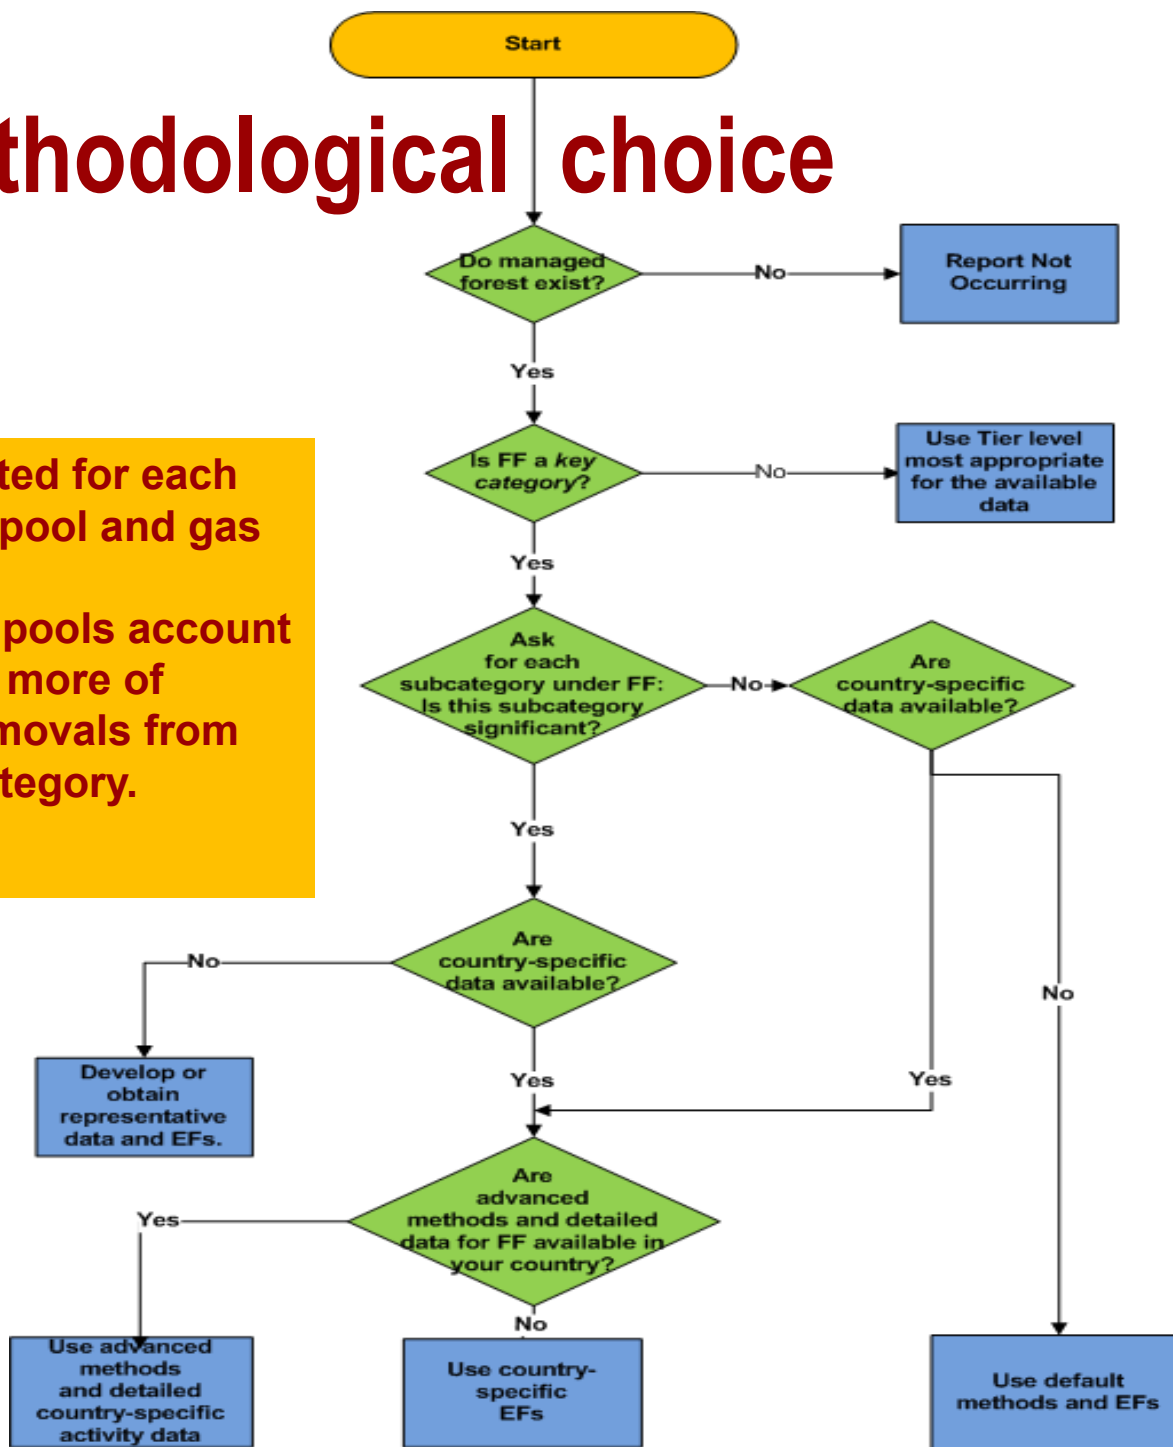 Start
thodological choice
Do managed
forest exist?
No
Report Not
Occurring
Yes
ted for each
pool and gas
pools account
more of
movals from
ategory.
Is FF a key
category?
No
Use Tier level
most appropriate
for the available
data
Yes
Ask
for each
subcategory under FF:
Is this subcategory
significant?
No
Are
country-specific
data available?
Yes
Are
country-specific
data available?
No
No
Develop or
obtain
representative
data and EFs.
Yes
Yes
Are
advanced
methods and detailed
data for FF available in
your country?
Yes
No
Use advanced
methods
and detailed
country-specific
activity data
Use country-
specific
EFs
Use default
methods and EFs